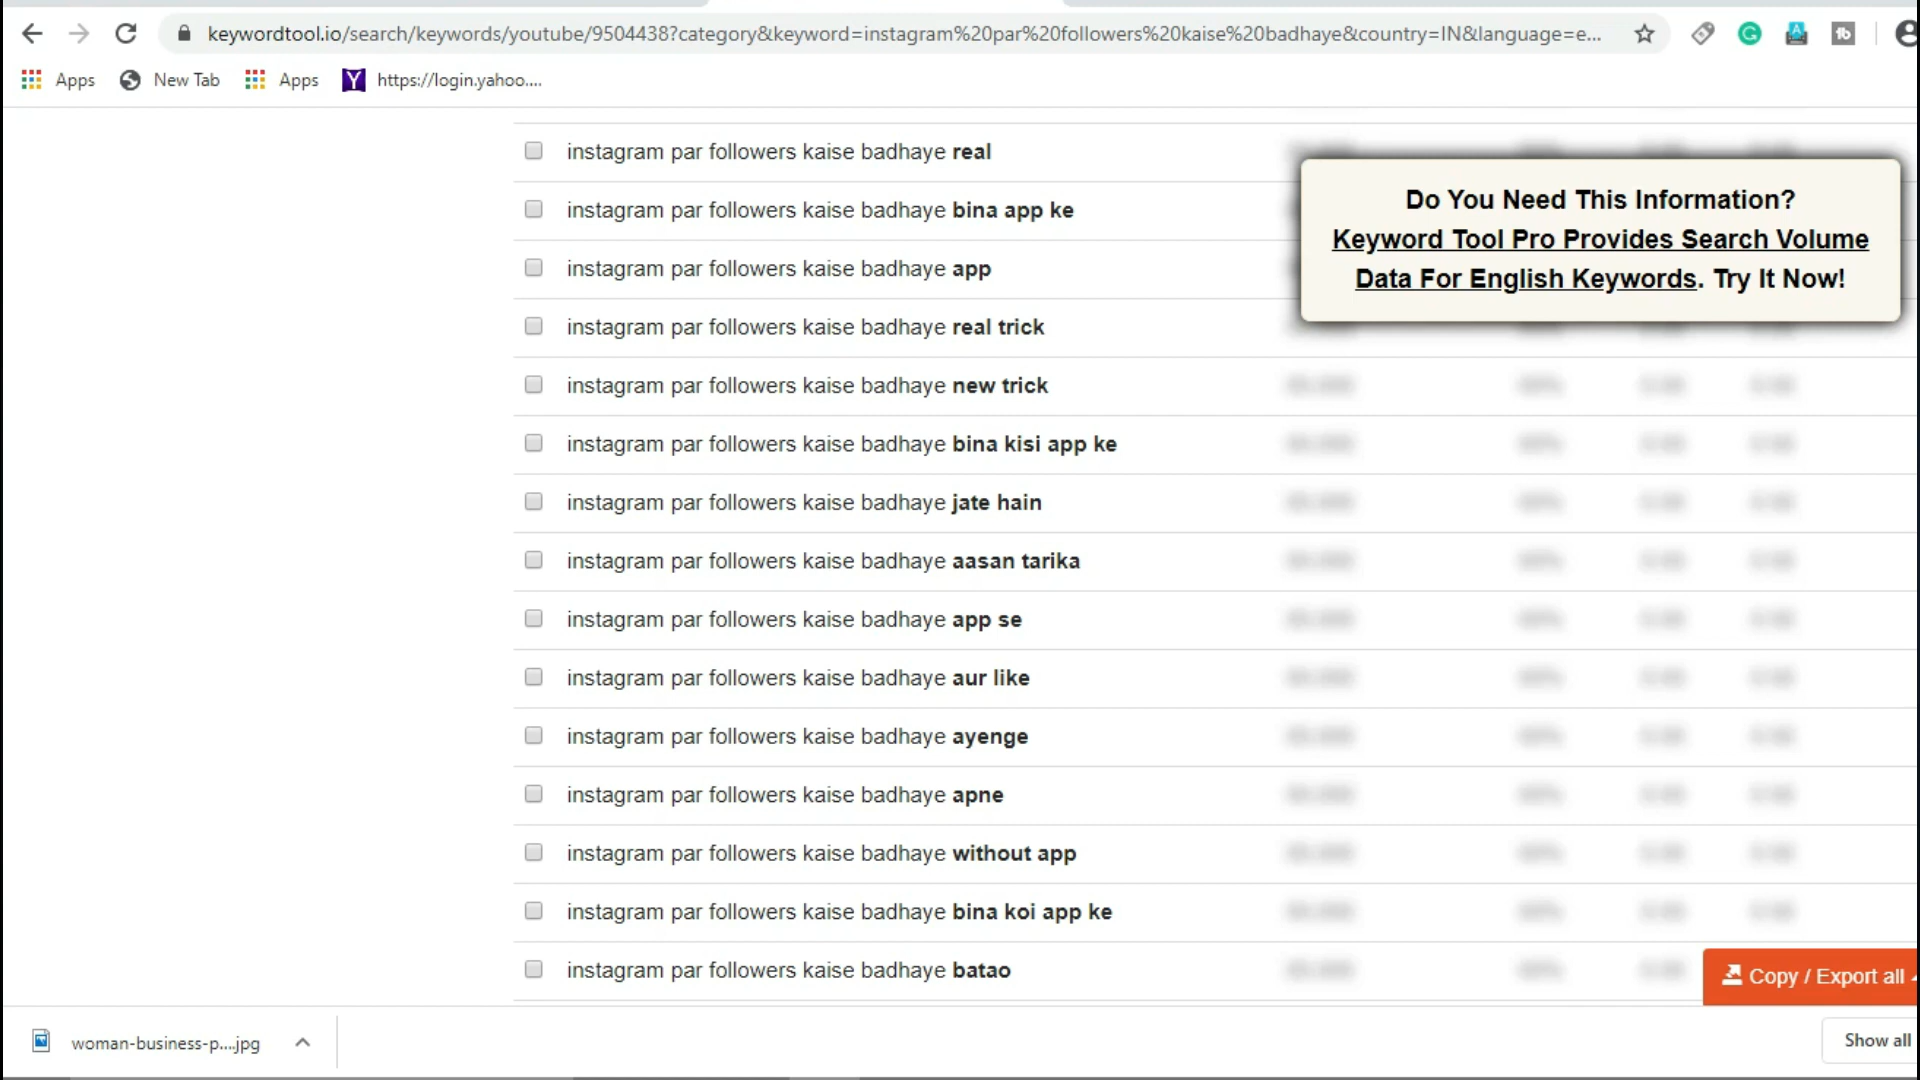 keywordtool.io/search/keywords/youtube/9504438?category&keyword=instagram%20par%20followers%20kaise%20badhaye&country=IN&language=e...
Apps New Tab Apps https://login.yahoo....
instagram par followers kaise badhaye real
instagram par followers kaise badhaye bina app ke
instagram par followers kaise badhaye app
instagram par followers kaise badhaye real trick
Do You Need This Information?
Keyword Tool Pro Provides Search Volume
Data For English Keywords. Try It Now!
instagram par followers kaise badhaye new trick
instagram par followers kaise badhaye bina kisi app ke
instagram par followers kaise badhaye jate hain
instagram par followers kaise badhaye aasan tarika
instagram par followers kaise badhaye app se
instagram par followers kaise badhaye aur like
instagram par followers kaise badhaye ayenge
instagram par followers kaise badhaye apne
instagram par followers kaise badhaye without app
instagram par followers kaise badhaye bina koi app ke
instagram par followers kaise badhaye batao
Copy / Export all
woman-business-p....jpg
Show all